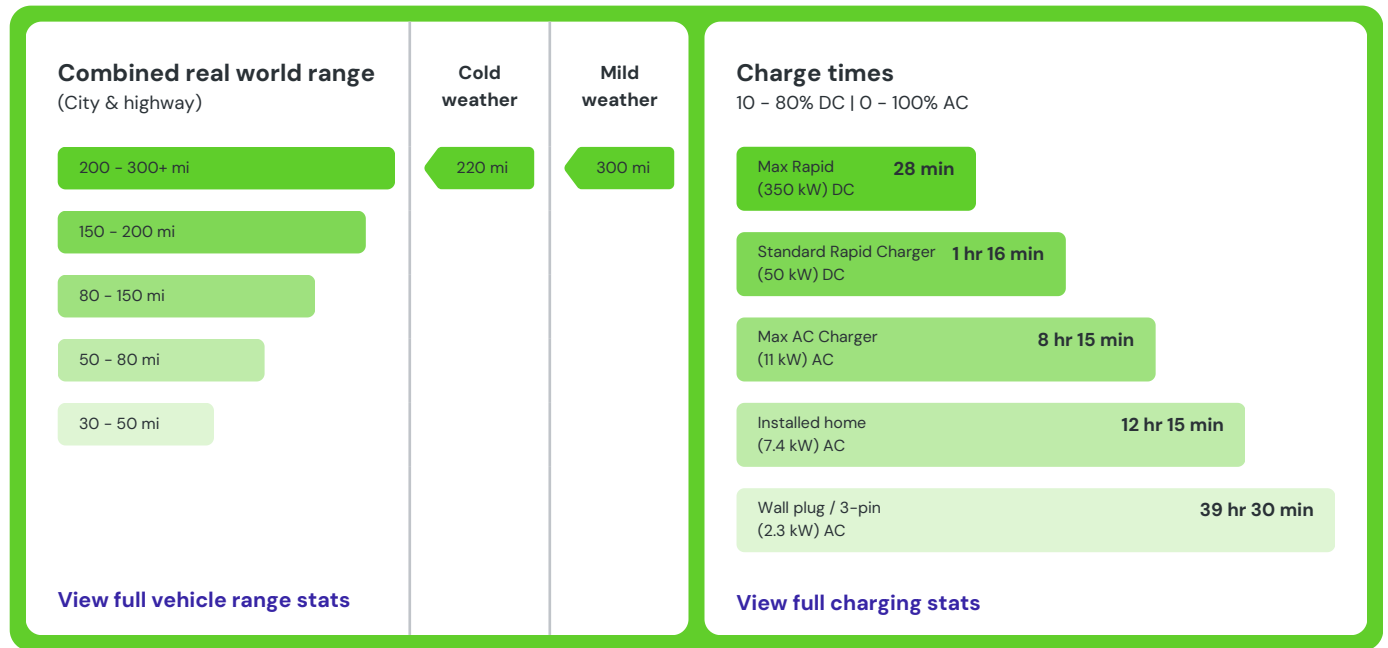 Combined real world range
(City & highway)
Cold
weather
Mild
weather
200 - 300+ mi
220 mi
300 mi
150 - 200 mi
80 - 150 mi
50 - 80 mi
30 - 50 mi
View full vehicle range stats
Charge times
10 - 80% DC | 0 - 100% AC
Max Rapid
(350 kW) DC
28 min
Standard Rapid Charger
(50 kW) DC
1 hr 16 min
Max AC Charger
(11 kW) AC
8 hr 15 min
Installed home
(7.4 kW) AC
12 hr 15 min
Wall plug / 3-pin
(2.3 kW) AC
39 hr 30 min
View full charging stats